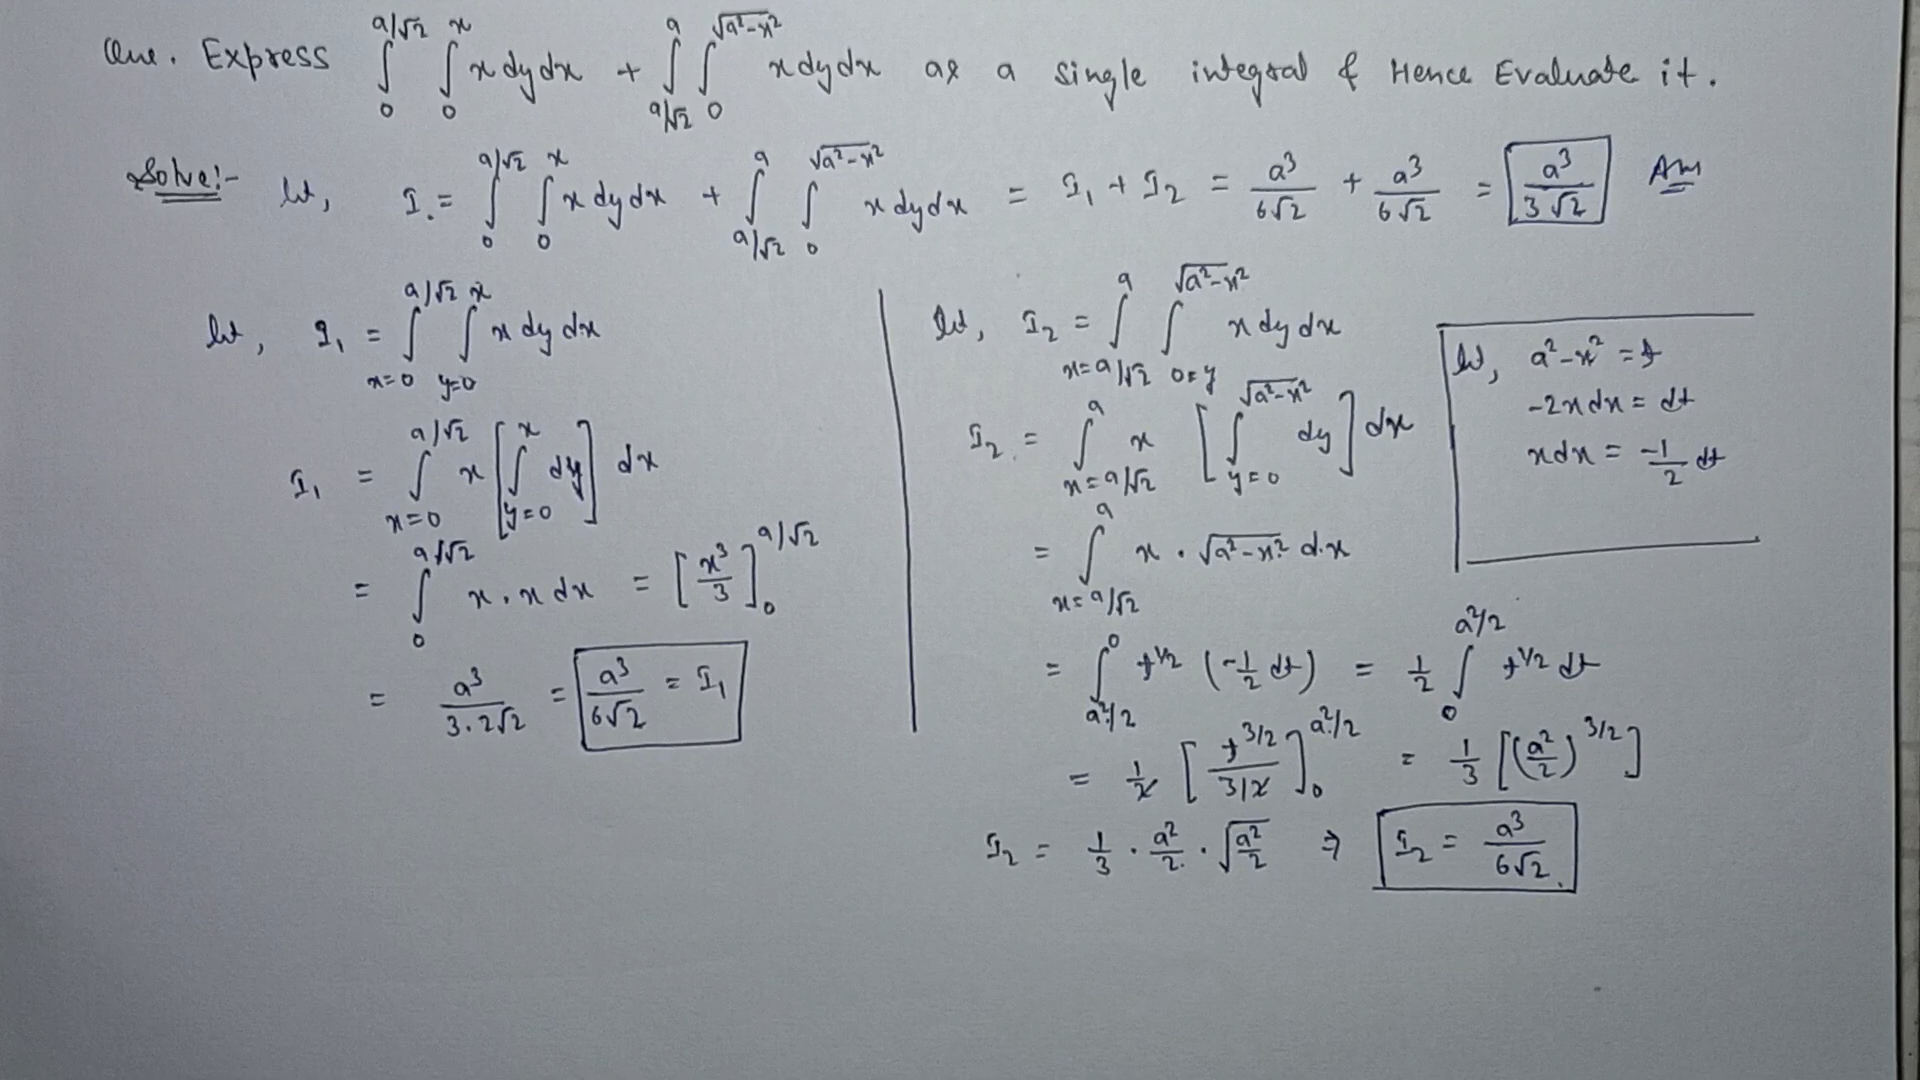 Que. Express ∫₀^{a/√2} ∫₀^{x} x dy dx + ∫_{a/√2}^{a} ∫₀^{√a²-x²} x dy dx as a single integral & Hence Evaluate it.
Solve:- let, I = ∫₀^{a/√2} ∫₀^{x} x dy dx + ∫_{a/√2}^{a} ∫₀^{√a²-x²} x dy dx = I₁ + I₂ = a³/6√2 + a³/6√2 = a³/3√2 Ans
let, I₁ = ∫_{x=0}^{a/√2} ∫_{y=0}^{x} x dy dx
I₁ = ∫_{x=0}^{a/√2} x [∫_{y=0}^{x} dy] dx
= ∫₀^{a/√2} x.x dx = [x³/3]₀^{a/√2}
= a³/3.2√2 = a³/6√2 = I₁
let, I₂ = ∫_{x=a/√2}^{a} ∫_{0=y}^{√a²-x²} x dy dx
I₂ = ∫_{x=a/√2}^{a} x [∫_{y=0}^{√a²-x²} dy] dx
= ∫_{x=a/√2}^{a} x . √a²-x² d.x
= ∫_{a²/2}^{0} t^{1/2} (-1/2 dt) = 1/2 ∫₀^{a²/2} t^{1/2} dt
= 1/2 [t^{3/2}/3/2]₀^{a²/2} = 1/3 [(a²/2)^{3/2}]
I₂ = 1/3 . a²/2 . √a²/2 ⇒ I₂ = a³/6√2
let, a²-x² = t
-2x dx = dt
x dx = -1/2 dt